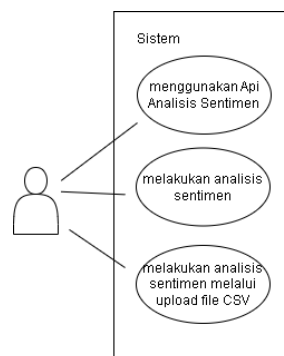 Sistem
menggunakan Api
Analisis Sentimen
melakukan analisis
sentimen
melakukan analisis
sentimen melalui
upload file CSV